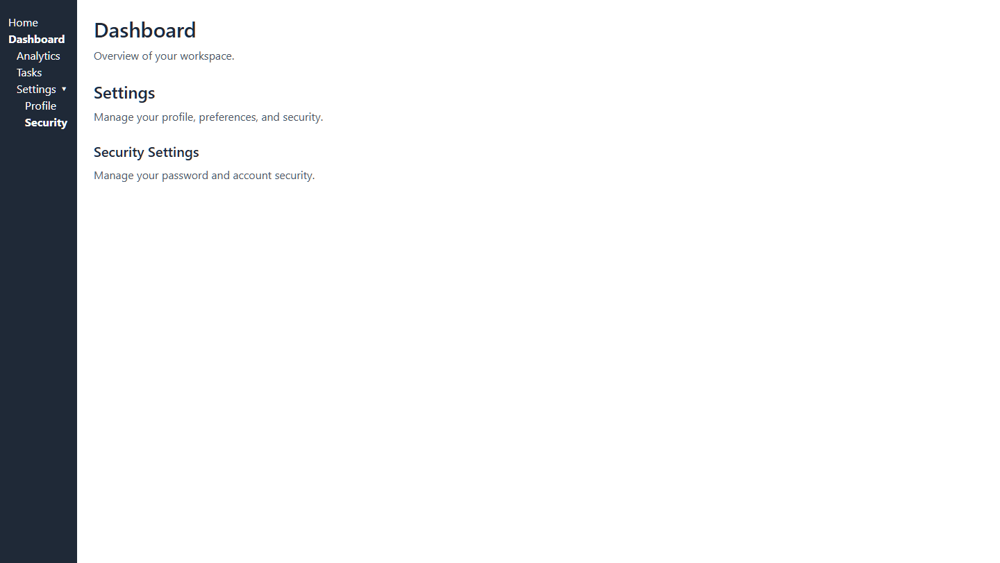 Home
Dashboard
Analytics
Tasks
Settings ▾
Profile
Security
Dashboard
Overview of your workspace.
Settings
Manage your profile, preferences, and security.
Security Settings
Manage your password and account security.